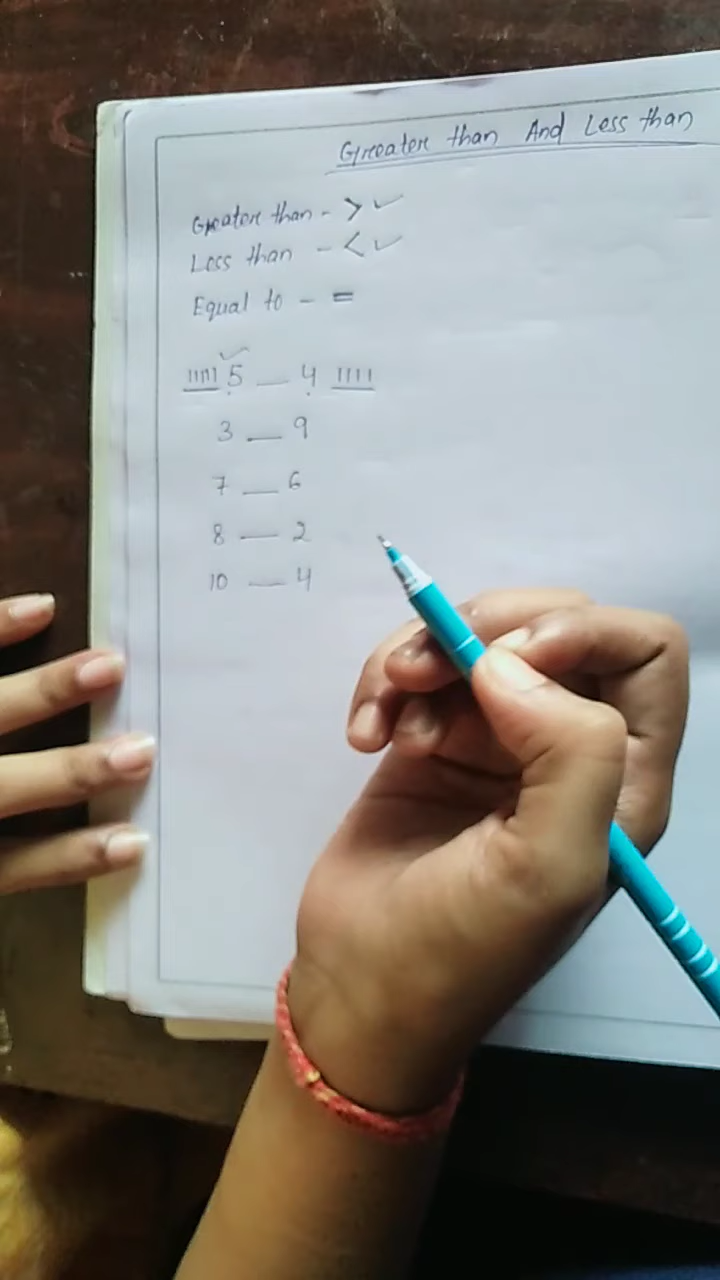 Greater than And Less than
Greater than - > ✓
Less than - < ✓
Equal to - =
✓
||||| 5 __ 4 ||||
3 __ 9
7 __ 6
8 __ 2
10 __ 4